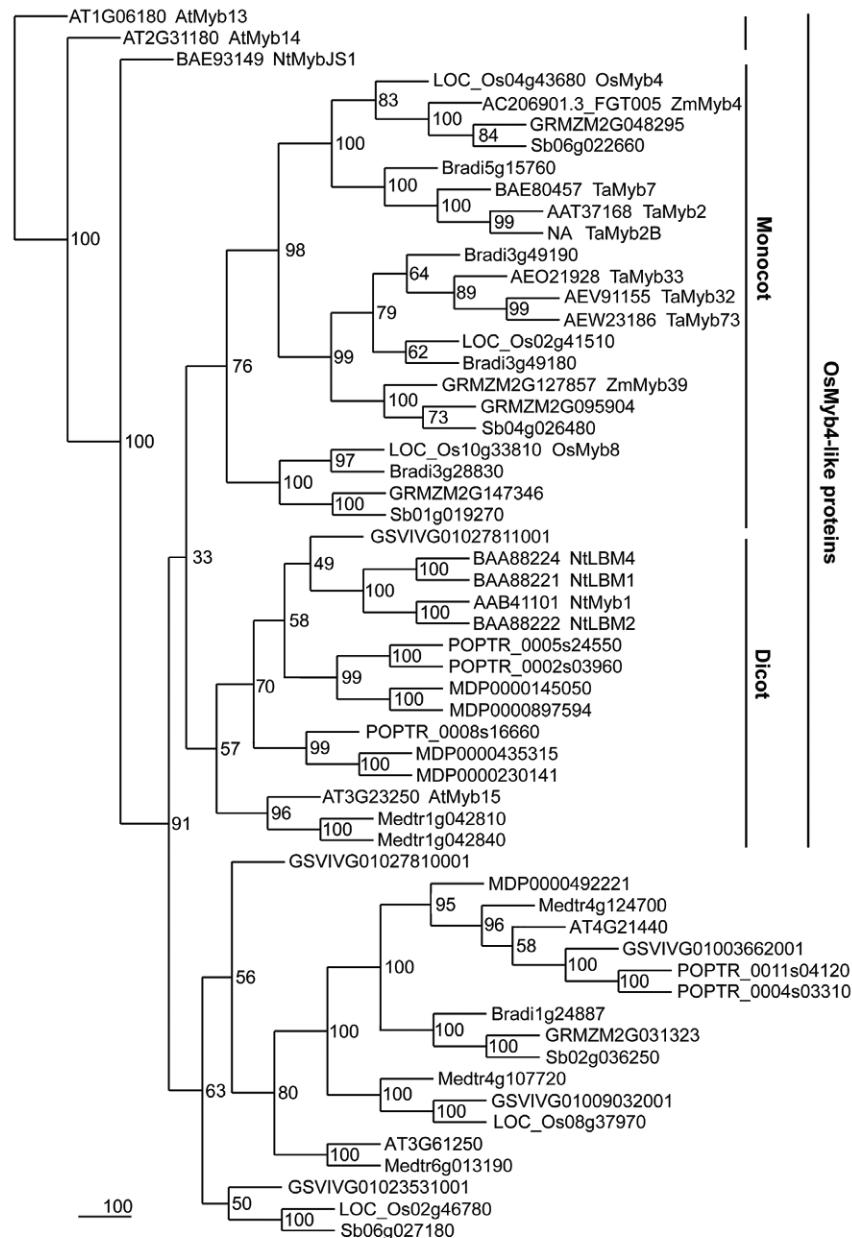 AT1G06180 AtMyb13
AT2G31180 AtMyb14
BAE93149 NtMybJS1
LOC_Os04g43680 OsMyb4
83
AC206901.3_FGT005 ZmMyb4
100
GRMZM2G048295
84
Sb06g022660
100
Bradi5g15760
100
BAE80457 TaMyb7
100
AAT37168 TaMyb2
99
NA TaMyb2B
100
98
Bradi3g49190
64
AEO21928 TaMyb33
89
AEV91155 TaMyb32
99
AEW23186 TaMyb73
79
LOC_Os02g41510
62
Bradi3g49180
99
76
GRMZM2G127857 ZmMyb39
100
GRMZM2G095904
73
Sb04g026480
100
LOC_Os10g33810 OsMyb8
97
Bradi3g28830
100
GRMZM2G147346
100
Sb01g019270
Monocot
OsMyb4-like proteins
GSVIVG01027811001
33
49
BAA88224 NtLBM4
100
BAA88221 NtLBM1
100
AAB41101 NtMyb1
100
BAA88222 NtLBM2
58
POPTR_0005s24550
100
POPTR_0002s03960
99
MDP0000145050
100
MDP0000897594
70
POPTR_0008s16660
99
MDP0000435315
100
MDP0000230141
57
AT3G23250 AtMyb15
96
Medtr1g042810
100
Medtr1g042840
Dicot
91
GSVIVG01027810001
MDP0000492221
95
Medtr4g124700
96
AT4G21440
58
GSVIVG01003662001
100
POPTR_0011s04120
100
POPTR_0004s03310
100
56
Bradi1g24887
100
GRMZM2G031323
100
Sb02g036250
100
Medtr4g107720
100
GSVIVG01009032001
100
LOC_Os08g37970
63
80
AT3G61250
100
Medtr6g013190
GSVIVG01023531001
50
LOC_Os02g46780
100
Sb06g027180
100